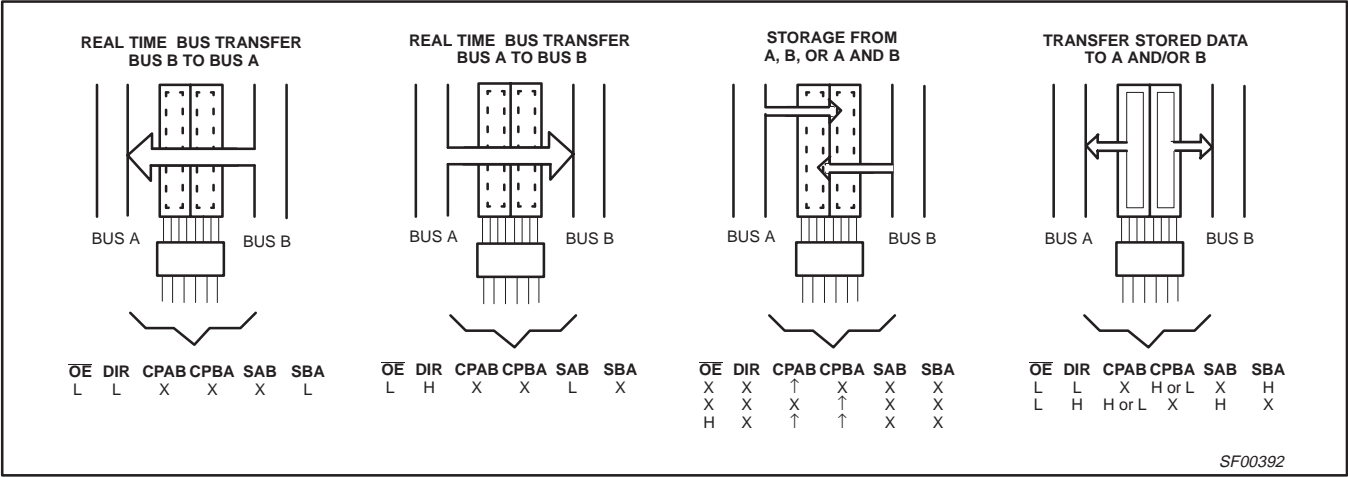 REAL TIME BUS TRANSFER
BUS B TO BUS A
BUS A
BUS B
OE DIR CPAB CPBA SAB SBA
L L X X X L
REAL TIME BUS TRANSFER
BUS A TO BUS B
BUS A
BUS B
OE DIR CPAB CPBA SAB SBA
L H X X L X
STORAGE FROM
A, B, OR A AND B
BUS A
BUS B
OE DIR CPAB CPBA SAB SBA
X X ↑ X X X
X X X ↑ X X
H X ↑ ↑ X X
TRANSFER STORED DATA
TO A AND/OR B
BUS A
BUS B
OE DIR CPAB CPBA SAB SBA
L L X H or L X H
L H H or L X H X
SF00392